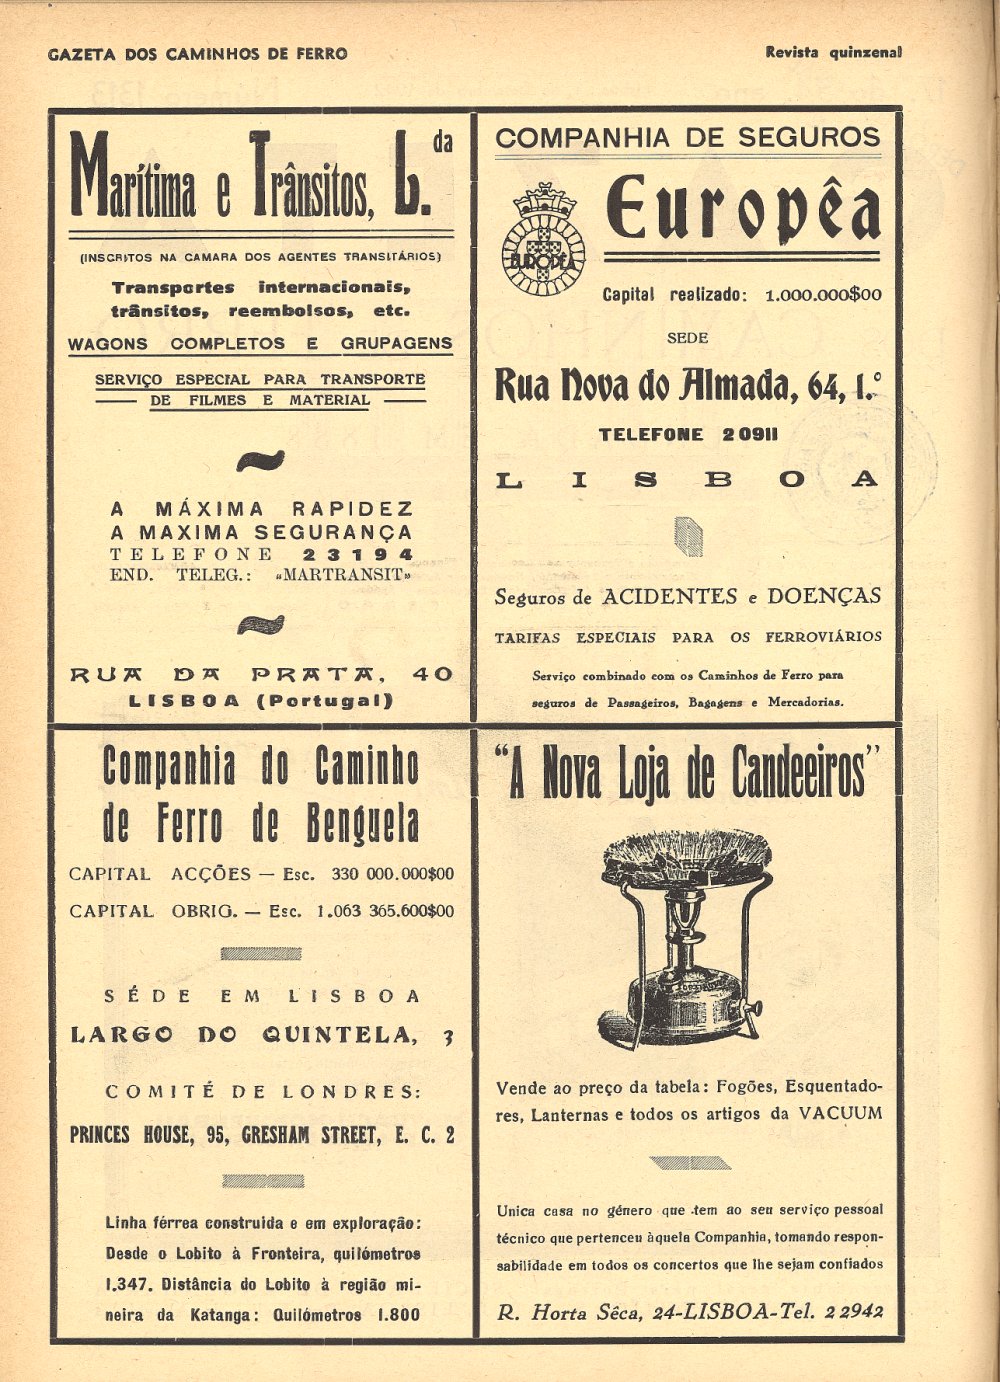 GAZETA DOS CAMINHOS DE FERRO
Revista quinzenal
Marítima e Trânsitos, L.da
(INSCRITOS NA CAMARA DOS AGENTES TRANSITÁRIOS)
Transportes internacionais,
trânsitos, reembolsos, etc.
WAGONS COMPLETOS E GRUPAGENS
SERVIÇO ESPECIAL PARA TRANSPORTE
DE FILMES E MATERIAL
A MÁXIMA RAPIDEZ
A MAXIMA SEGURANÇA
TELEFONE 23194
END. TELEG.: «MARTRANSIT»
RUA DA PRATA, 40
LISBOA (Portugal)
COMPANHIA DE SEGUROS
Européa
EUROPÊA
Capital realizado: 1.000.000$00
SEDE
Rua Nova do Almada, 64, 1.°
TELEFONE 20911
LISBOA
Seguros de ACIDENTES e DOENÇAS
TARIFAS ESPECIAIS PARA OS FERROVIÁRIOS
Serviço combinado com os Caminhos de Ferro para
seguros de Passageiros, Bagagens e Mercadorias.
Companhia do Caminho
de Ferro de Benguela
CAPITAL ACÇÕES — Esc. 330 000.000$00
CAPITAL OBRIG. — Esc. 1.063 365.600$00
SÉDE EM LISBOA
LARGO DO QUINTELA, 3
COMITÉ DE LONDRES:
PRINCES HOUSE, 95, GRESHAM STREET, E. C. 2
Linha férrea construida e em exploração:
Desde o Lobito à Fronteira, quilómetros
1.347. Distância do Lobito à região mi-
neira da Katanga: Quilómetros 1.800
"A Nova Loja de Candeeiros"
Vende ao preço da tabela: Fogões, Esquentado-
res, Lanternas e todos os artigos da VACUUM
Unica casa no género que tem ao seu serviço pessoal
técnico que pertenceu àquela Companhia, tomando respon-
sabilidade em todos os concertos que lhe sejam confiados
R. Horta Sêca, 24-LISBOA-Tel. 22942